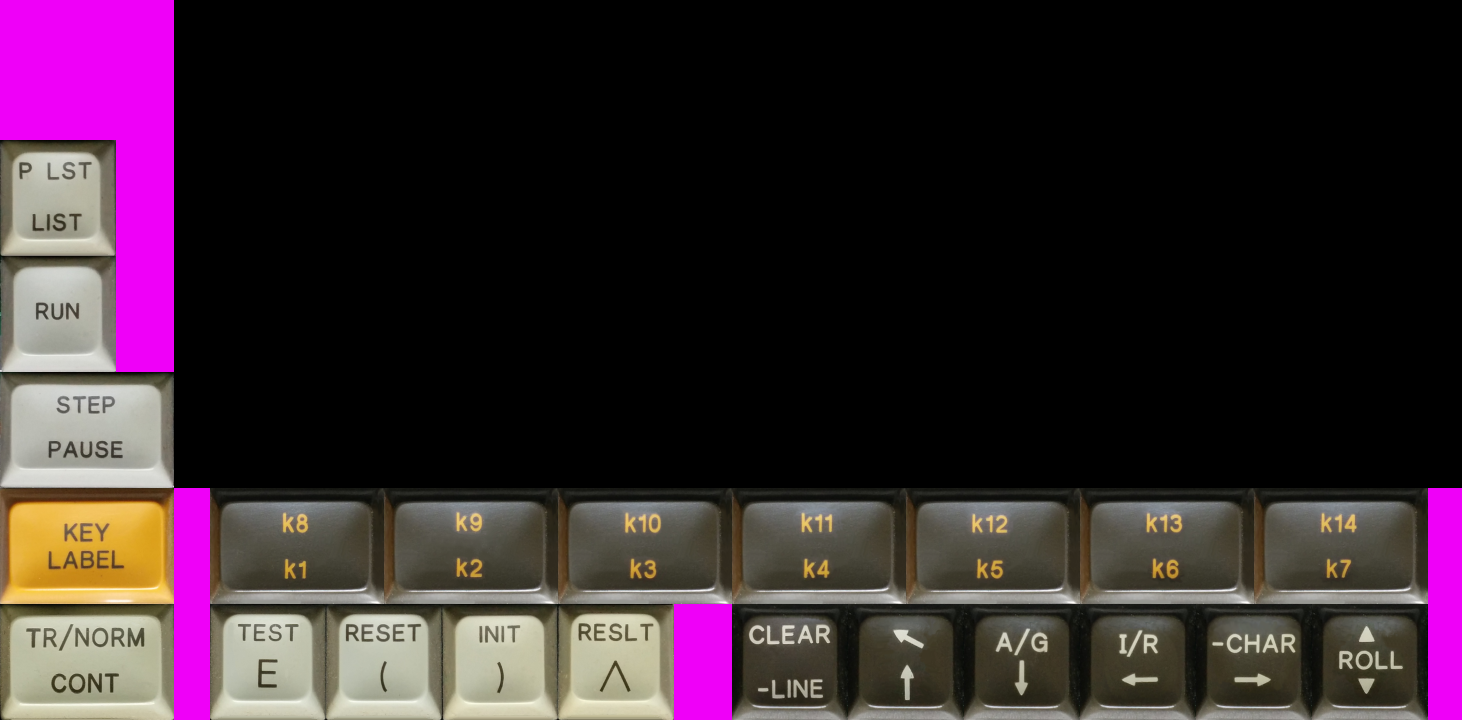 P LST
LIST
RUN
STEP
PAUSE
KEY
LABEL
k8
k1
k9
k2
k10
k3
k11
k4
k12
k5
k13
k6
k14
k7
TR/NORM
CONT
TEST
E
RESET
(
INIT
)
RESLT
⋀
CLEAR
-LINE
↖
↑
A/G
↓
I/R
←
-CHAR
→
▲
ROLL
▼